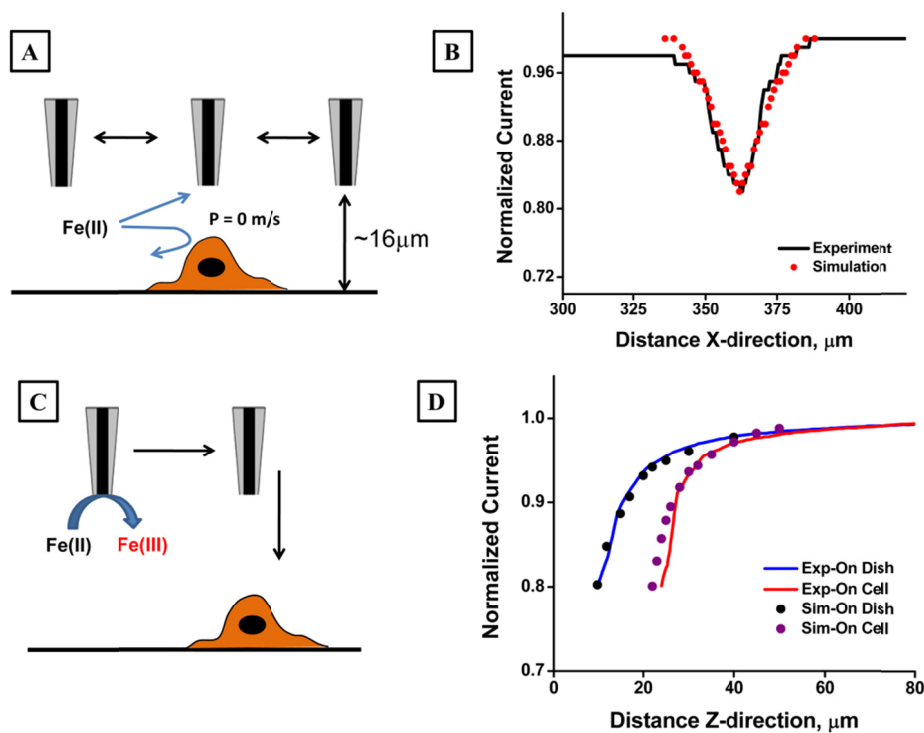 A
Fe(II)
P = 0 m/s
~16μm
B
Normalized Current
0.96
0.88
0.80
0.72
Experiment
Simulation
300
325
350
375
400
Distance X-direction, μm
C
Fe(II)
Fe(III)
D
Normalized Current
1.0
0.9
0.8
0.7
Exp-On Dish
Exp-On Cell
Sim-On Dish
Sim-On Cell
0
20
40
60
80
Distance Z-direction, μm